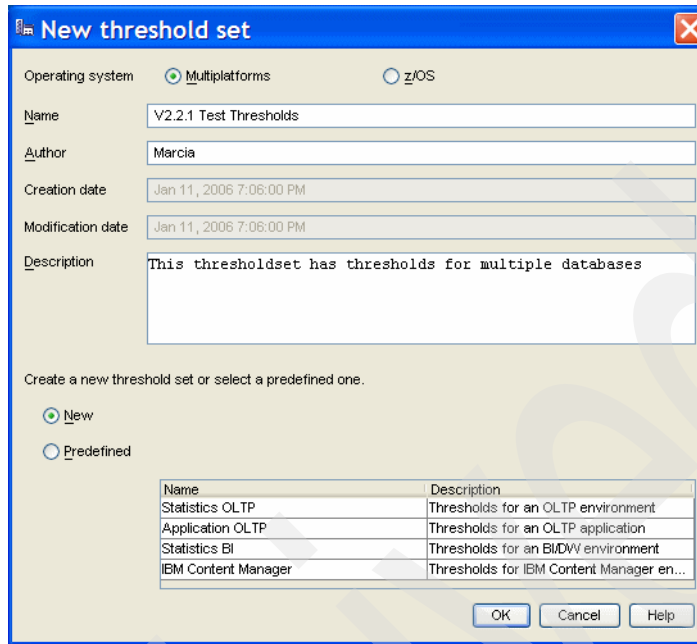 New threshold set
Operating system Multiplatforms z/OS
Name V2.2.1 Test Thresholds
Author Marcia
Creation date Jan 11, 2006 7:06:00 PM
Modification date Jan 11, 2006 7:06:00 PM
Description This thresholdset has thresholds for multiple databases
Create a new threshold set or select a predefined one.
New
Predefined
Name Description
Statistics OLTP Thresholds for an OLTP environment
Application OLTP Thresholds for an OLTP application
Statistics BI Thresholds for an BI/DW environment
IBM Content Manager Thresholds for IBM Content Manager en...
OK Cancel Help